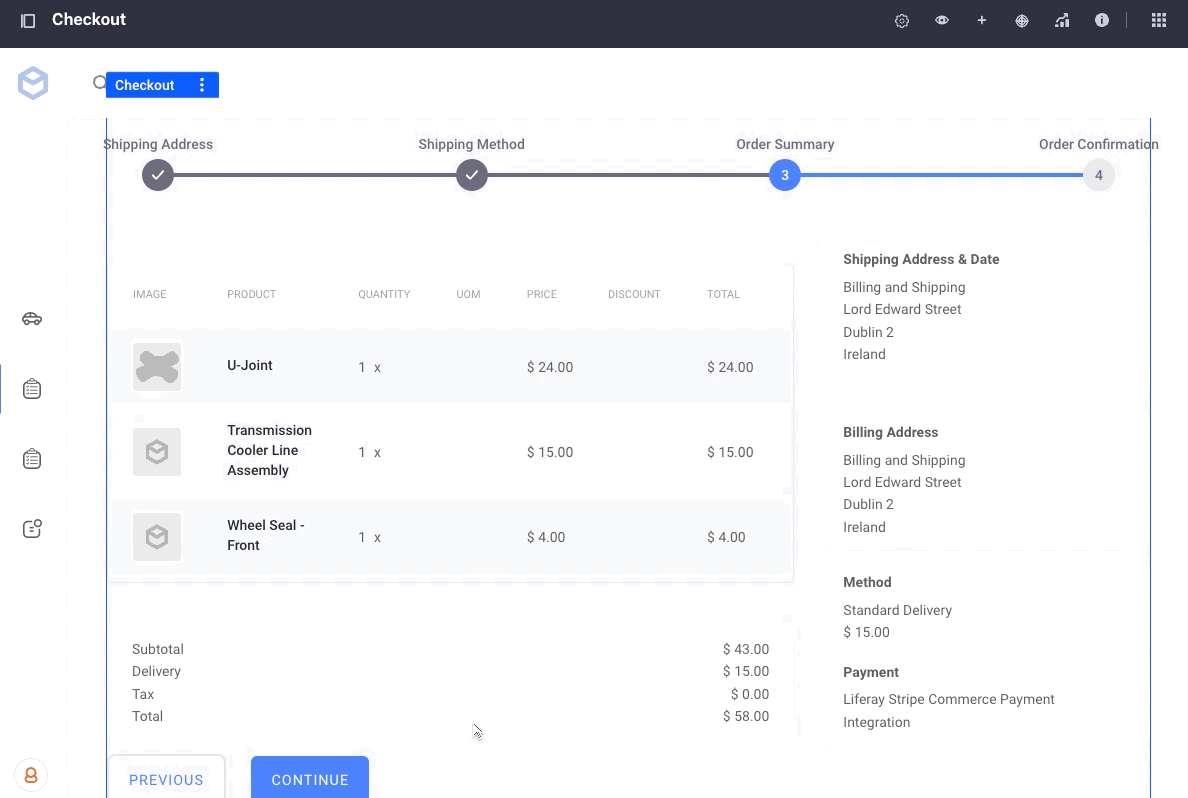 Checkout
Checkout
Shipping Address
Shipping Method
Order Summary
Order Confirmation
3
4
IMAGE PRODUCT QUANTITY UOM PRICE DISCOUNT TOTAL
U-Joint 1 x $ 24.00 $ 24.00
Transmission
Cooler Line
Assembly
1 x $ 15.00 $ 15.00
Wheel Seal -
Front
1 x $ 4.00 $ 4.00
Subtotal $ 43.00
Delivery $ 15.00
Tax $ 0.00
Total $ 58.00
PREVIOUS
CONTINUE
Shipping Address & Date
Billing and Shipping
Lord Edward Street
Dublin 2
Ireland
Billing Address
Billing and Shipping
Lord Edward Street
Dublin 2
Ireland
Method
Standard Delivery
$ 15.00
Payment
Liferay Stripe Commerce Payment
Integration